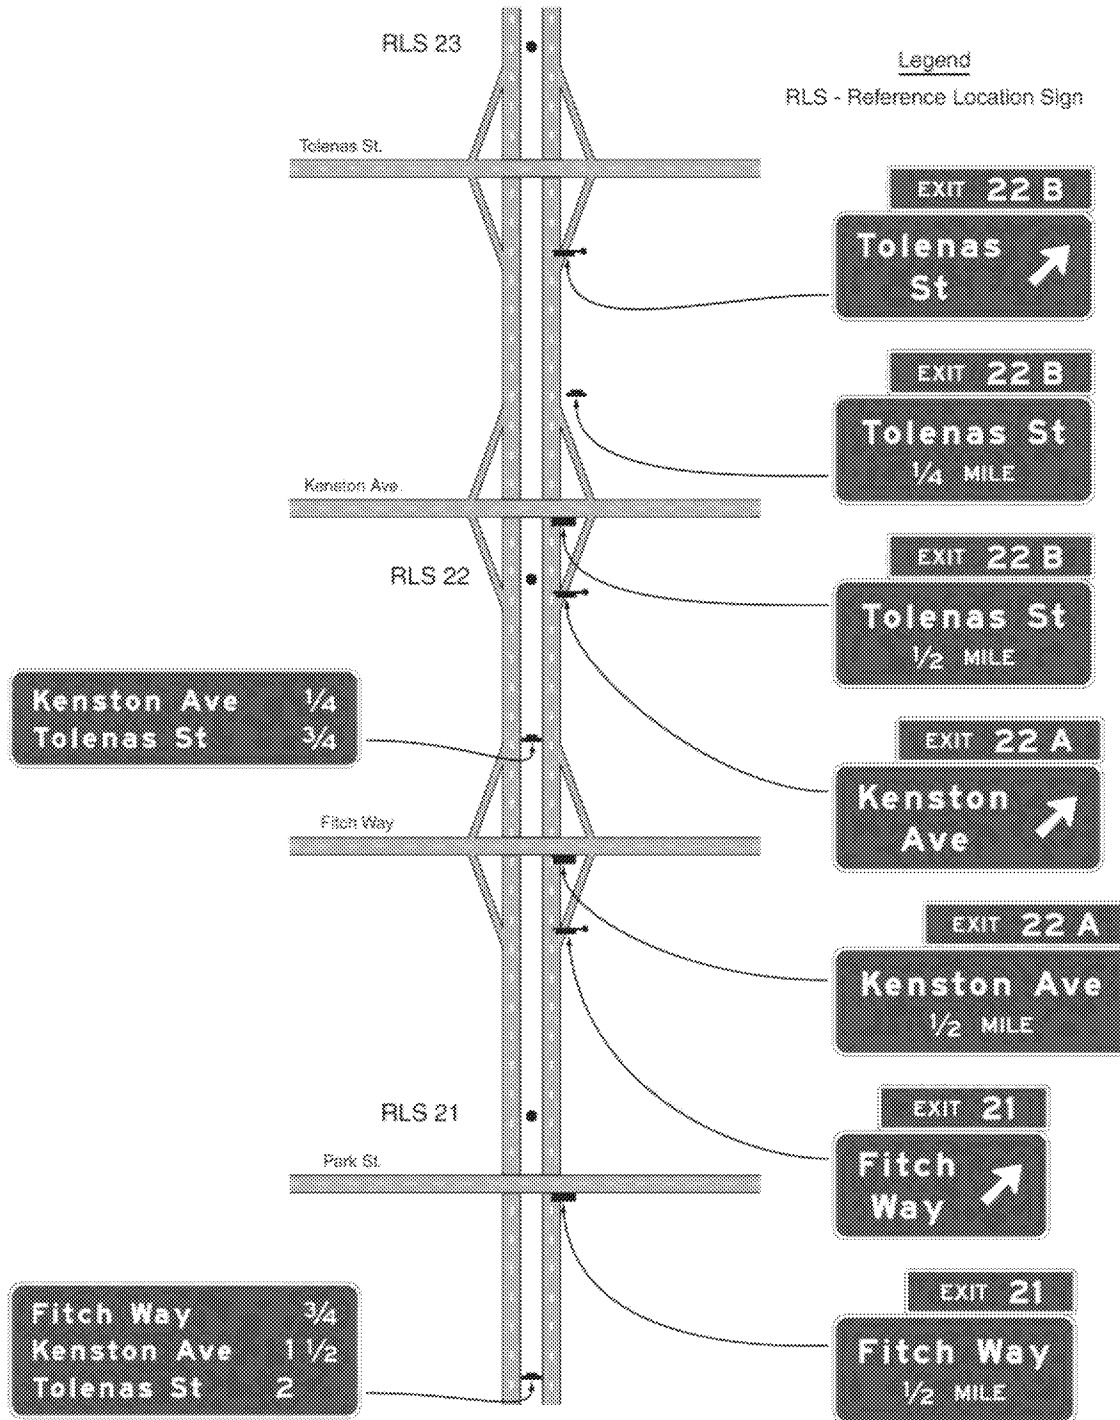 RLS 23
Legend
RLS - Reference Location Sign
Tolenas St.
EXIT 22 B
Tolenas
St
EXIT 22 B
Tolenas St
1/4 MILE
Kenston Ave.
EXIT 22 B
Tolenas St
1/2 MILE
RLS 22
Kenston Ave 1/4
Tolenas St 3/4
EXIT 22 A
Kenston
Ave
Fitch Way
EXIT 22 A
Kenston Ave
1/2 MILE
RLS 21
EXIT 21
Fitch
Way
Park St.
EXIT 21
Fitch Way
1/2 MILE
Fitch Way 3/4
Kenston Ave 1 1/2
Tolenas St 2